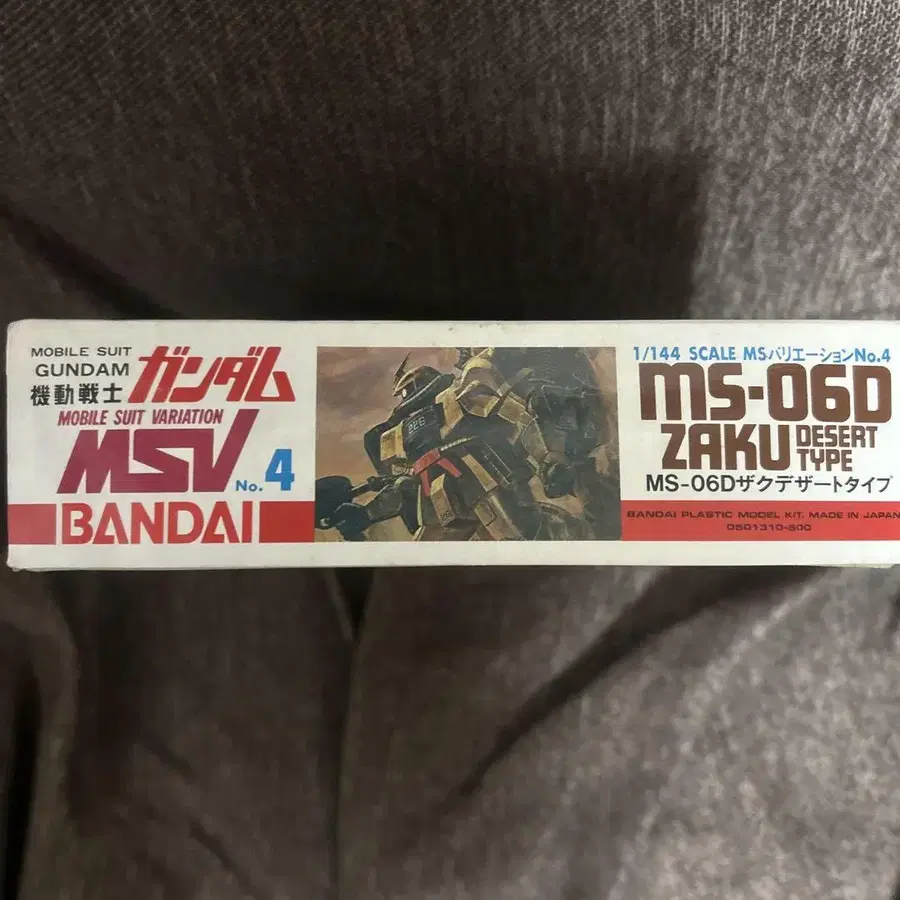 MOBILE SUIT
GUNDAM
機動戦士 ガンダム
MOBILE SUIT VARIATION
MSV No.4
BANDAI
226
1/144 SCALE MSバリエーションNo.4
MS-06D
ZAKU DESERT TYPE
MS-06Dザクデザートタイプ
BANDAI PLASTIC MODEL KIT. MADE IN JAPAN
0501310-500